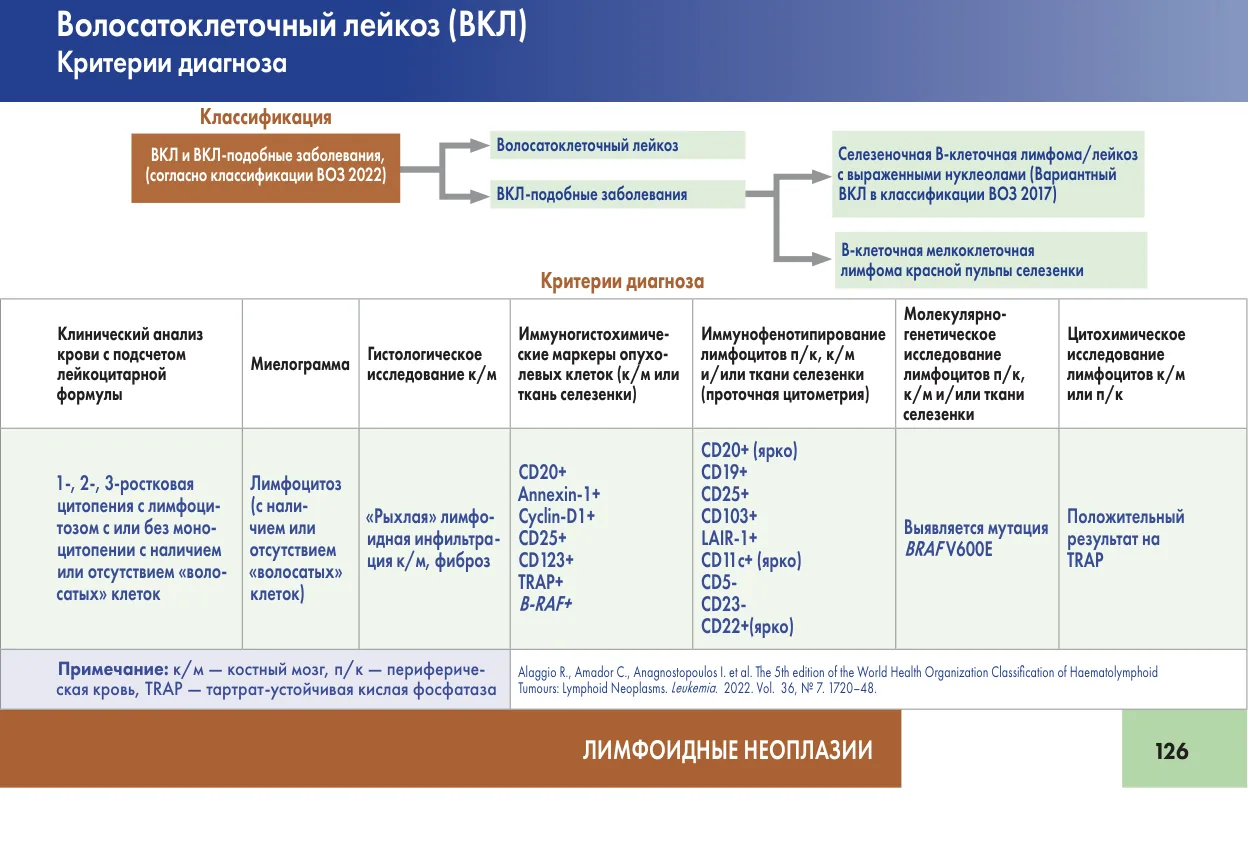 Волосатоклеточный лейкоз (ВКЛ)
Критерии диагноза
Классификация
ВКЛ и ВКЛ-подобные заболевания,
(согласно классификации ВОЗ 2022)
Волосатоклеточный лейкоз
ВКЛ-подобные заболевания
Селезеночная В-клеточная лимфома/лейкоз
с выраженными нуклеолами (Вариантный
ВКЛ в классификации ВОЗ 2017)
В-клеточная мелкоклеточная
лимфома красной пульпы селезенки
Критерии диагноза
Клинический анализ
крови с подсчетом
лейкоцитарной
формулы
Миелограмма
Гистологическое
исследование к/м
Иммуногистохимиче-
ские маркеры опухо-
левых клеток (к/м или
ткань селезенки)
Иммунофенотипирование
лимфоцитов п/к, к/м
и/или ткани селезенки
(проточная цитометрия)
Молекулярно-
генетическое
исследование
лимфоцитов п/к,
к/м и/или ткани
селезенки
Цитохимическое
исследование
лимфоцитов к/м
или п/к
1-, 2-, 3-ростковая
цитопения с лимфоци-
тозом с или без моно-
цитопении с наличием
или отсутствием «воло-
сатых» клеток
Лимфоцитоз
(с нали-
чием или
отсутствием
«волосатых»
клеток)
«Рыхлая» лимфо-
идная инфильтра-
ция к/м, фиброз
CD20+
Annexin-1+
Cyclin-D1+
CD25+
CD123+
TRAP+
B-RAF+
CD20+ (ярко)
CD19+
CD25+
CD103+
LAIR-1+
CD11c+ (ярко)
CD5-
CD23-
CD22+(ярко)
Выявляется мутация
BRAF V600E
Положительный
результат на
TRAP
Примечание: к/м — костный мозг, п/к — перифериче-
ская кровь, TRAP — тартрат-устойчивая кислая фосфатаза
Alaggio R., Amador C., Anagnostopoulos I. et al. The 5th edition of the World Health Organization Classification of Haematolymphoid
Tumours: Lymphoid Neoplasms. Leukemia. 2022. Vol. 36, № 7. 1720–48.
ЛИМФОИДНЫЕ НЕОПЛАЗИИ
126